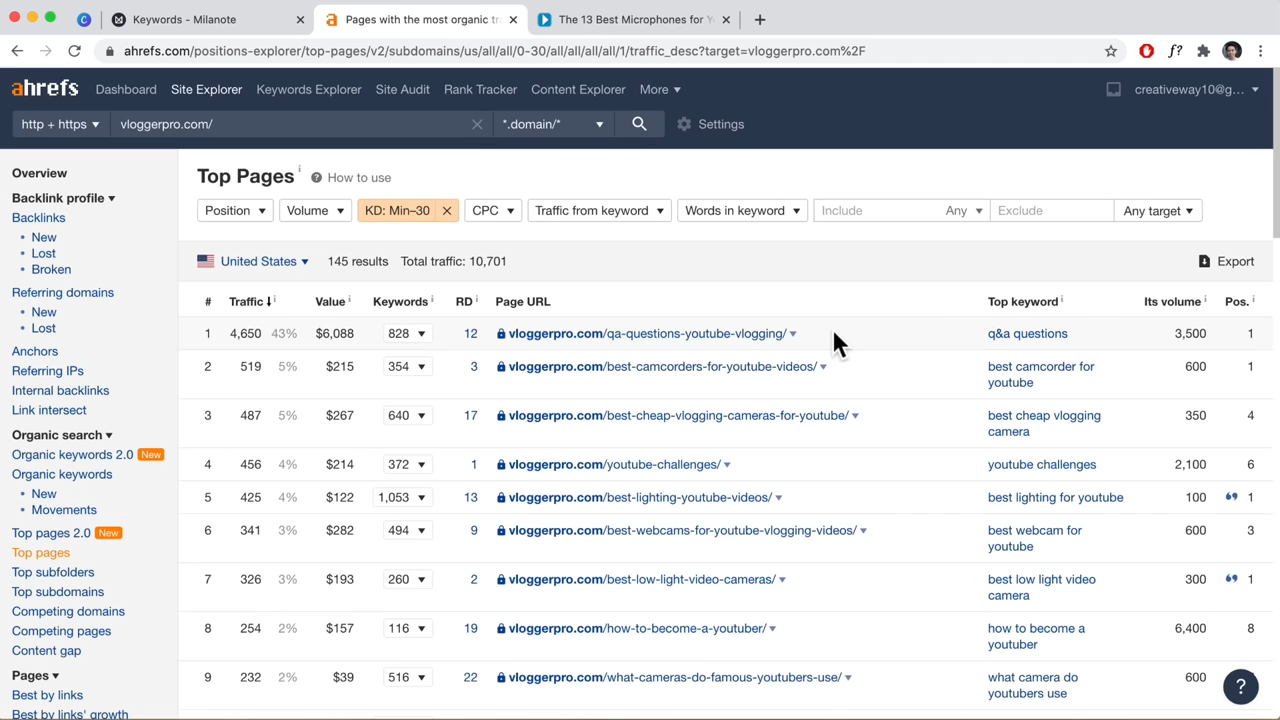 Keywords - Milanote
Pages with the most organic tr
The 13 Best Microphones for Y
ahrefs.com/positions-explorer/top-pages/v2/subdomains/us/all/all/0-30/all/all/all/all/1/traffic_desc?target=vloggerpro.com%2F
f?
ahrefs Dashboard Site Explorer Keywords Explorer Site Audit Rank Tracker Content Explorer More creativeway10@g...
http + https vloggerpro.com/ *.domain/* Settings
Overview
Backlink profile
Backlinks
• New
• Lost
• Broken
Referring domains
• New
• Lost
Anchors
Referring IPs
Internal backlinks
Link intersect
Organic search
Organic keywords 2.0 New
Organic keywords
• New
• Movements
Top pages 2.0 New
Top pages
Top subfolders
Top subdomains
Competing domains
Competing pages
Content gap
Pages
Best by links
Best by links' growth
Top Pages i ? How to use
Position Volume KD: Min–30 CPC Traffic from keyword Words in keyword Include Any Exclude Any target
United States 145 results Total traffic: 10,701 Export
# Traffic Value Keywords RD Page URL Top keyword Its volume Pos.
1 4,650 43% $6,088 828 12 vloggerpro.com/qa-questions-youtube-vlogging/ q&a questions 3,500 1
2 519 5% $215 354 3 vloggerpro.com/best-camcorders-for-youtube-videos/ best camcorder for 600 1
youtube
3 487 5% $267 640 17 vloggerpro.com/best-cheap-vlogging-cameras-for-youtube/ best cheap vlogging 350 4
camera
4 456 4% $214 372 1 vloggerpro.com/youtube-challenges/ youtube challenges 2,100 6
5 425 4% $122 1,053 13 vloggerpro.com/best-lighting-youtube-videos/ best lighting for youtube 100 1
6 341 3% $282 494 9 vloggerpro.com/best-webcams-for-youtube-vlogging-videos/ best webcam for 600 3
youtube
7 326 3% $193 260 2 vloggerpro.com/best-low-light-video-cameras/ best low light video 300 1
camera
8 254 2% $157 116 19 vloggerpro.com/how-to-become-a-youtuber/ how to become a 6,400 8
youtuber
9 232 2% $39 516 22 vloggerpro.com/what-cameras-do-famous-youtubers-use/ what camera do 600
youtubers use
?